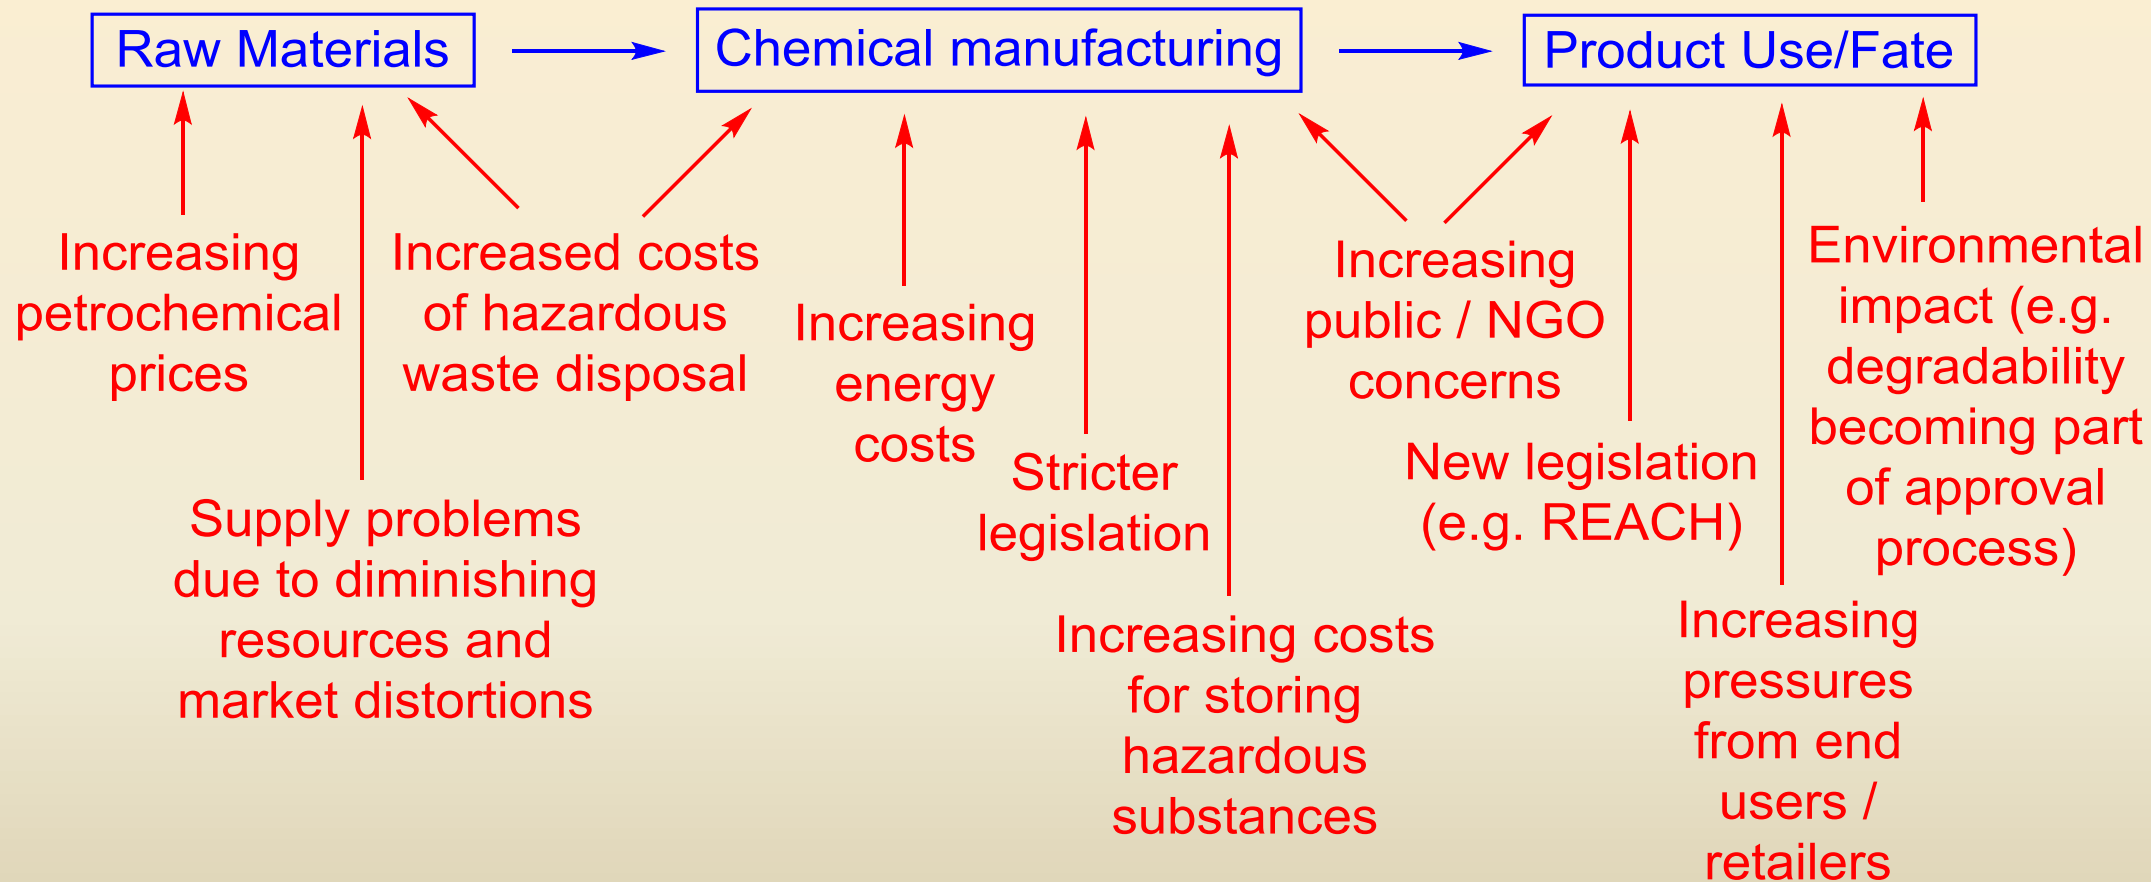 Raw Materials
Chemical manufacturing
Product Use/Fate
Increasing
petrochemical
prices
Supply problems
due to diminishing
resources and
market distortions
Increased costs
of hazardous
waste disposal
Increasing
energy
costs
Stricter
legislation
Increasing costs
for storing
hazardous
substances
Increasing
public / NGO
concerns
New legislation
(e.g. REACH)
Increasing
pressures
from end
users /
retailers
Environmental
impact (e.g.
degradability
becoming part
of approval
process)